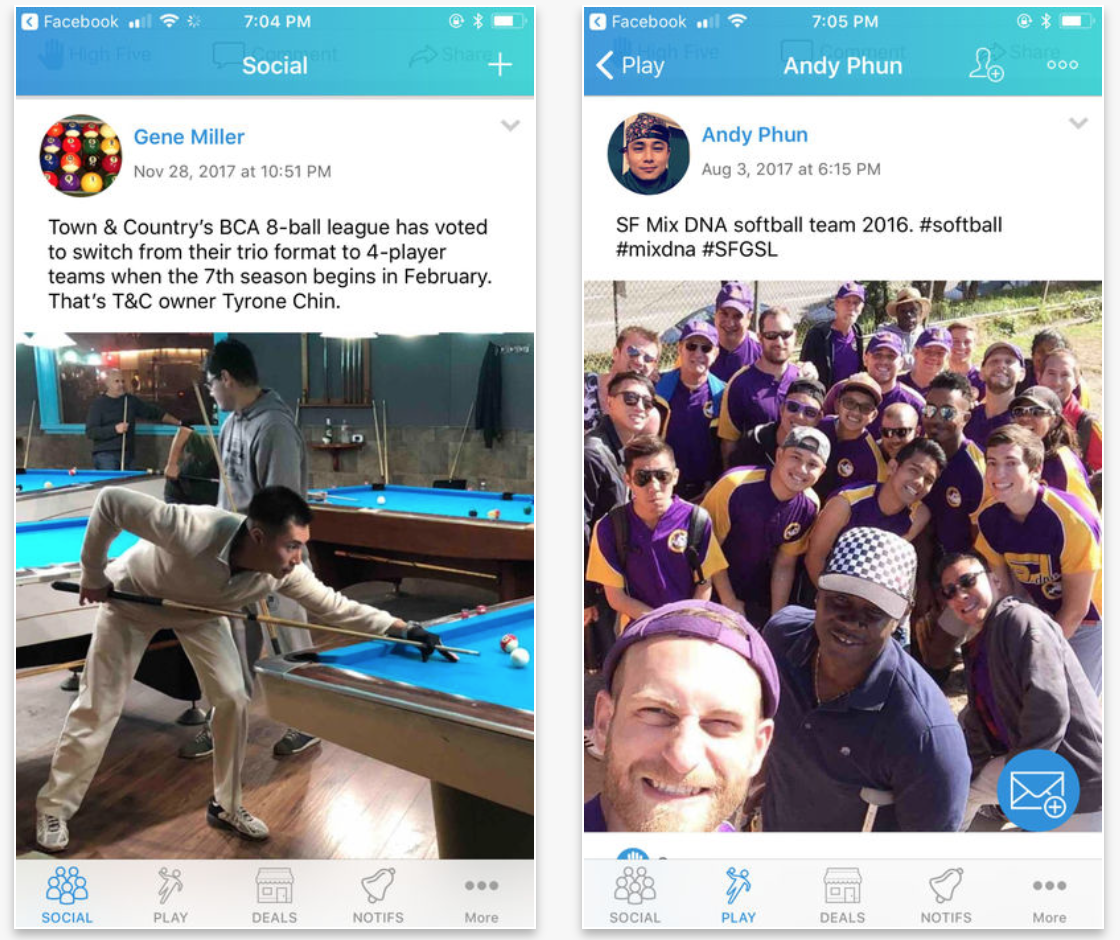 Facebook
7:04 PM
High Five
Comment
Share
Social
Gene Miller
Nov 28, 2017 at 10:51 PM
Town & Country's BCA 8-ball league has voted
to switch from their trio format to 4-player
teams when the 7th season begins in February.
That's T&C owner Tyrone Chin.
SOCIAL
PLAY
DEALS
NOTIFS
More
Facebook
7:05 PM
High Five
Comment
Share
Play
Andy Phun
Andy Phun
Aug 3, 2017 at 6:15 PM
SF Mix DNA softball team 2016. #softball
#mixdna #SFGSL
SOCIAL
PLAY
DEALS
NOTIFS
More